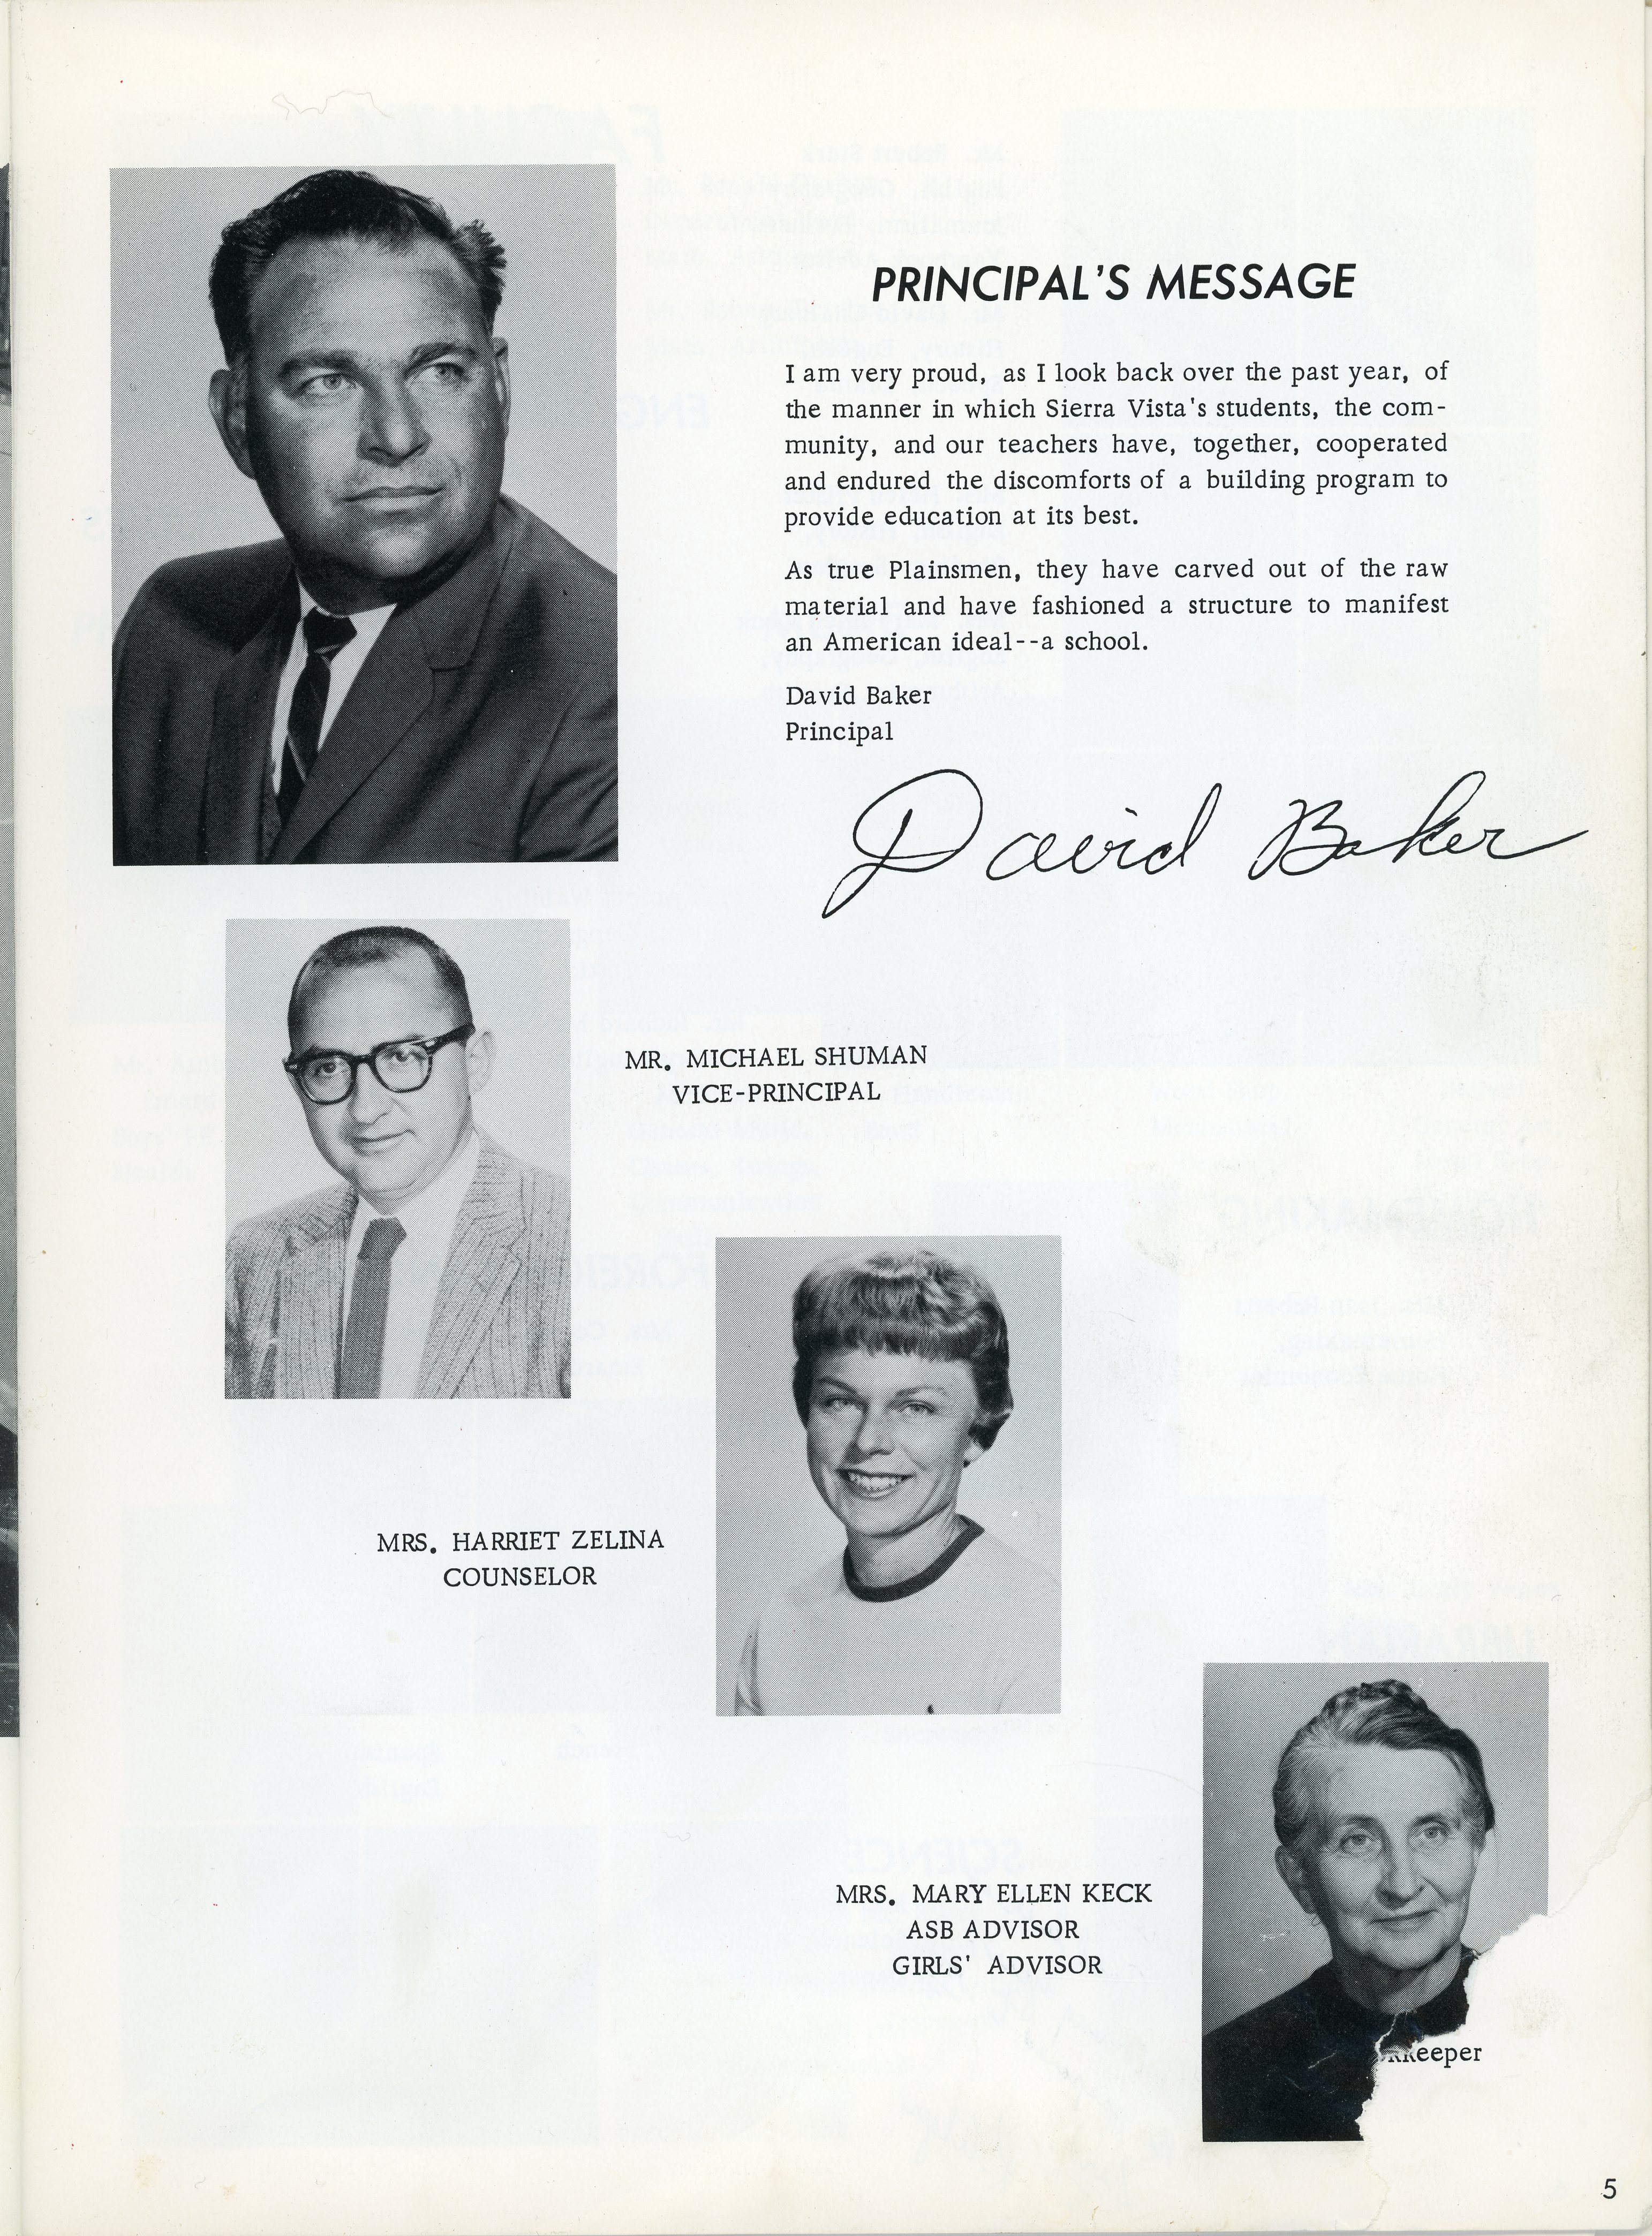 PRINCIPAL'S MESSAGE
I am very proud, as I look back over the past year, of
the manner in which Sierra Vista's students, the com-
munity, and our teachers have, together, cooperated
and endured the discomforts of a building program to
provide education at its best.
As true Plainsmen, they have carved out of the raw
material and have fashioned a structure to manifest
an American ideal--a school.
David Baker
Principal
David Baker
MR. MICHAEL SHUMAN
VICE-PRINCIPAL
MRS. HARRIET ZELINA
COUNSELOR
MRS. MARY ELLEN KECK
ASB ADVISOR
GIRLS' ADVISOR
5